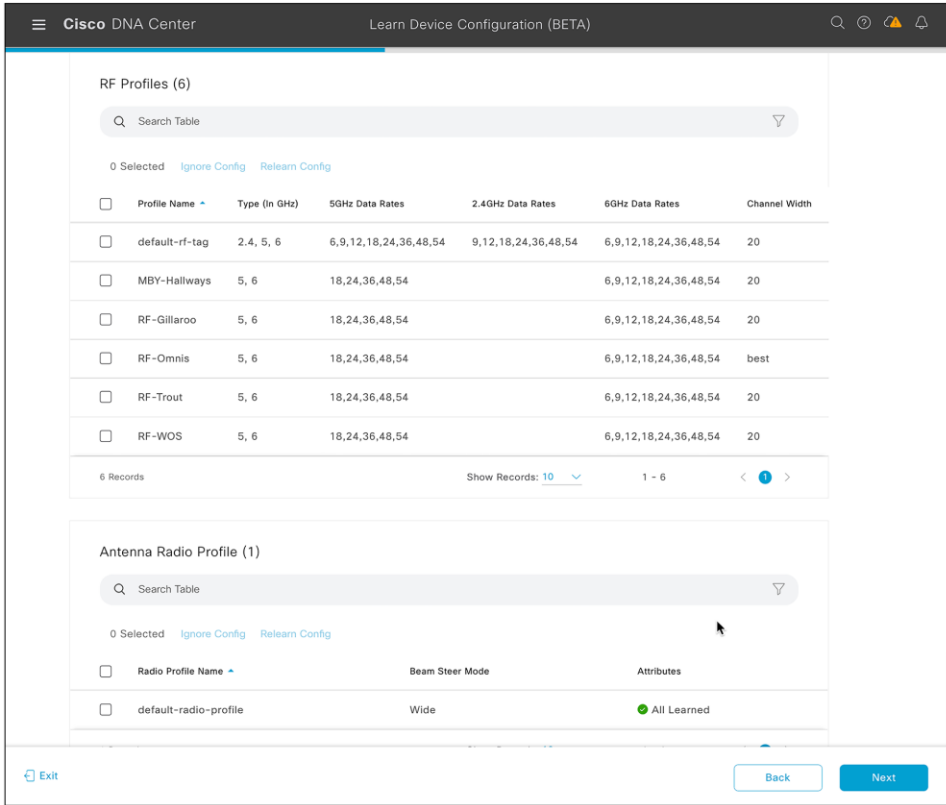 Cisco DNA Center Learn Device Configuration (BETA)
RF Profiles (6)
Search Table
0 Selected Ignore Config Relearn Config
Profile Name Type (In GHz) 5GHz Data Rates 2.4GHz Data Rates 6GHz Data Rates Channel Width
default-rf-tag 2.4, 5, 6 6,9,12,18,24,36,48,54 9,12,18,24,36,48,54 6,9,12,18,24,36,48,54 20
MBY-Hallways 5, 6 18,24,36,48,54 6,9,12,18,24,36,48,54 20
RF-Gillaroo 5, 6 18,24,36,48,54 6,9,12,18,24,36,48,54 20
RF-Omnis 5, 6 18,24,36,48,54 6,9,12,18,24,36,48,54 best
RF-Trout 5, 6 18,24,36,48,54 6,9,12,18,24,36,48,54 20
RF-WOS 5, 6 18,24,36,48,54 6,9,12,18,24,36,48,54 20
6 Records Show Records: 10 1 - 6 < 1 >
Antenna Radio Profile (1)
Search Table
0 Selected Ignore Config Relearn Config
Radio Profile Name Beam Steer Mode Attributes
default-radio-profile Wide All Learned
Exit Back Next